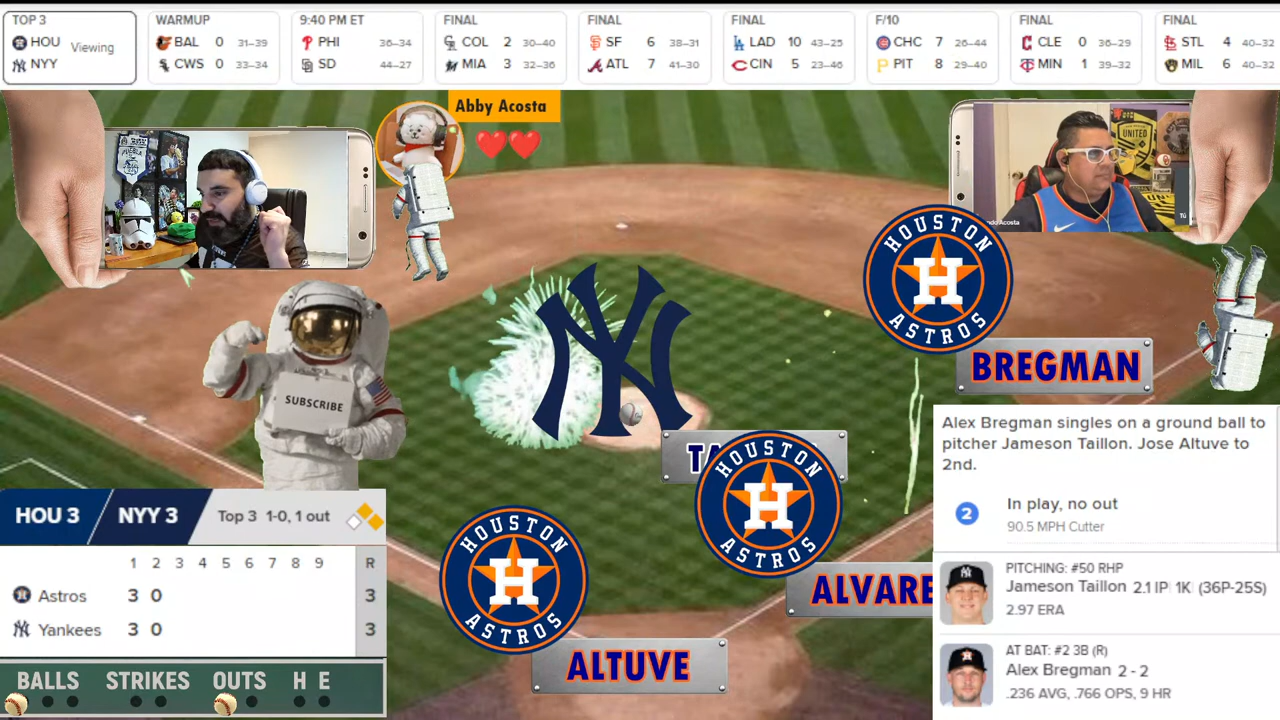 TOP 3
HOU Viewing
NYY
WARMUP
BAL 0 31-39
CWS 0 33-34
9:40 PM ET
PHI 36-34
SD 44-27
FINAL
COL 2 30-40
MIA 3 32-36
FINAL
SF 6 38-31
ATL 7 41-30
FINAL
LAD 10 43-25
CIN 5 23-46
F/10
CHC 7 26-44
PIT 8 29-40
FINAL
CLE 0 36-29
MIN 1 39-32
FINAL
STL 4 40-32
MIL 6 40-32
Abby Acosta
UNITED
ndo Acosta
Tú
HOUSTON
H
ASTROS
BREGMAN
SUBSCRIBE
NY
TA
HOUSTON
H
ASTROS
ALVARE
HOUSTON
H
ASTROS
ALTUVE
Alex Bregman singles on a ground ball to
pitcher Jameson Taillon. Jose Altuve to
2nd.
2 In play, no out
90.5 MPH Cutter
PITCHING: #50 RHP
Jameson Taillon 2.1 IP 1K (36P-25S)
2.97 ERA
AT BAT: #2 3B (R)
Alex Bregman 2 - 2
.236 AVG, .766 OPS, 9 HR
HOU 3 NYY 3 Top 3 1-0, 1 out
1 2 3 4 5 6 7 8 9 R
Astros 3 0 3
Yankees 3 0 3
BALLS STRIKES OUTS H E